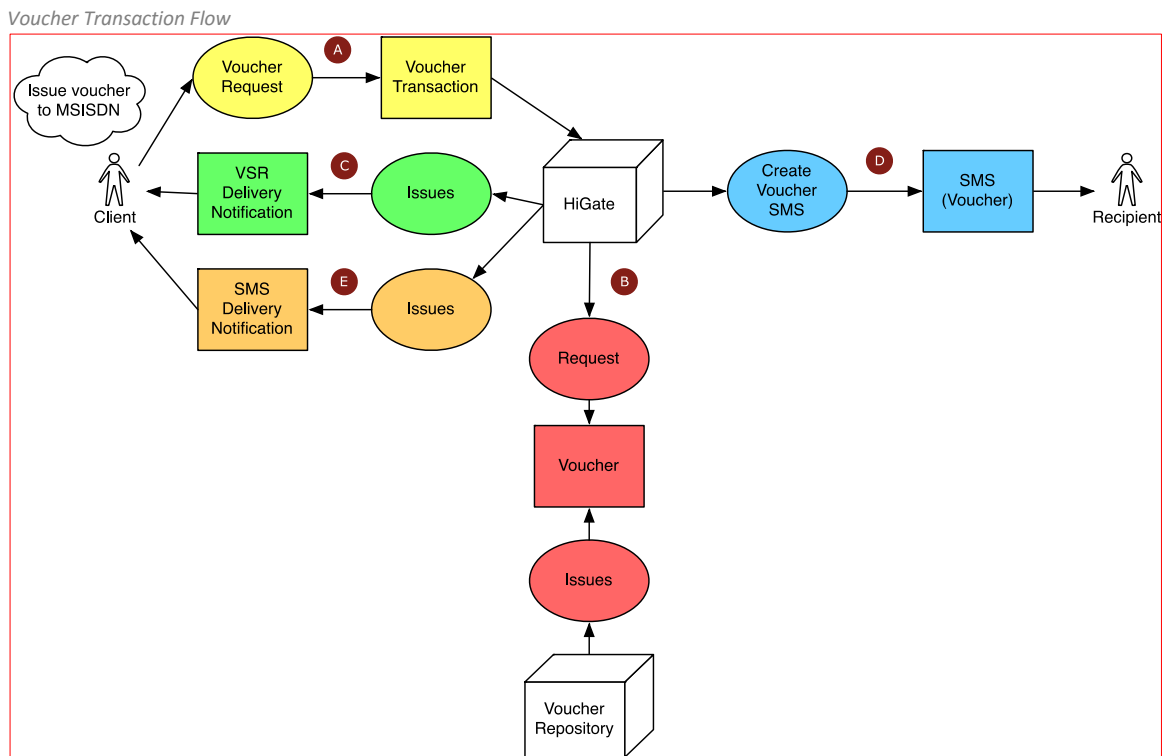 Voucher Transaction Flow
Issue voucher
to MSISDN
Client
Voucher
Request
A
Voucher
Transaction
VSR
Delivery
Notification
C
Issues
HiGate
Create
Voucher
SMS
D
SMS
(Voucher)
Recipient
SMS
Delivery
Notification
E
Issues
B
Request
Voucher
Issues
Voucher
Repository